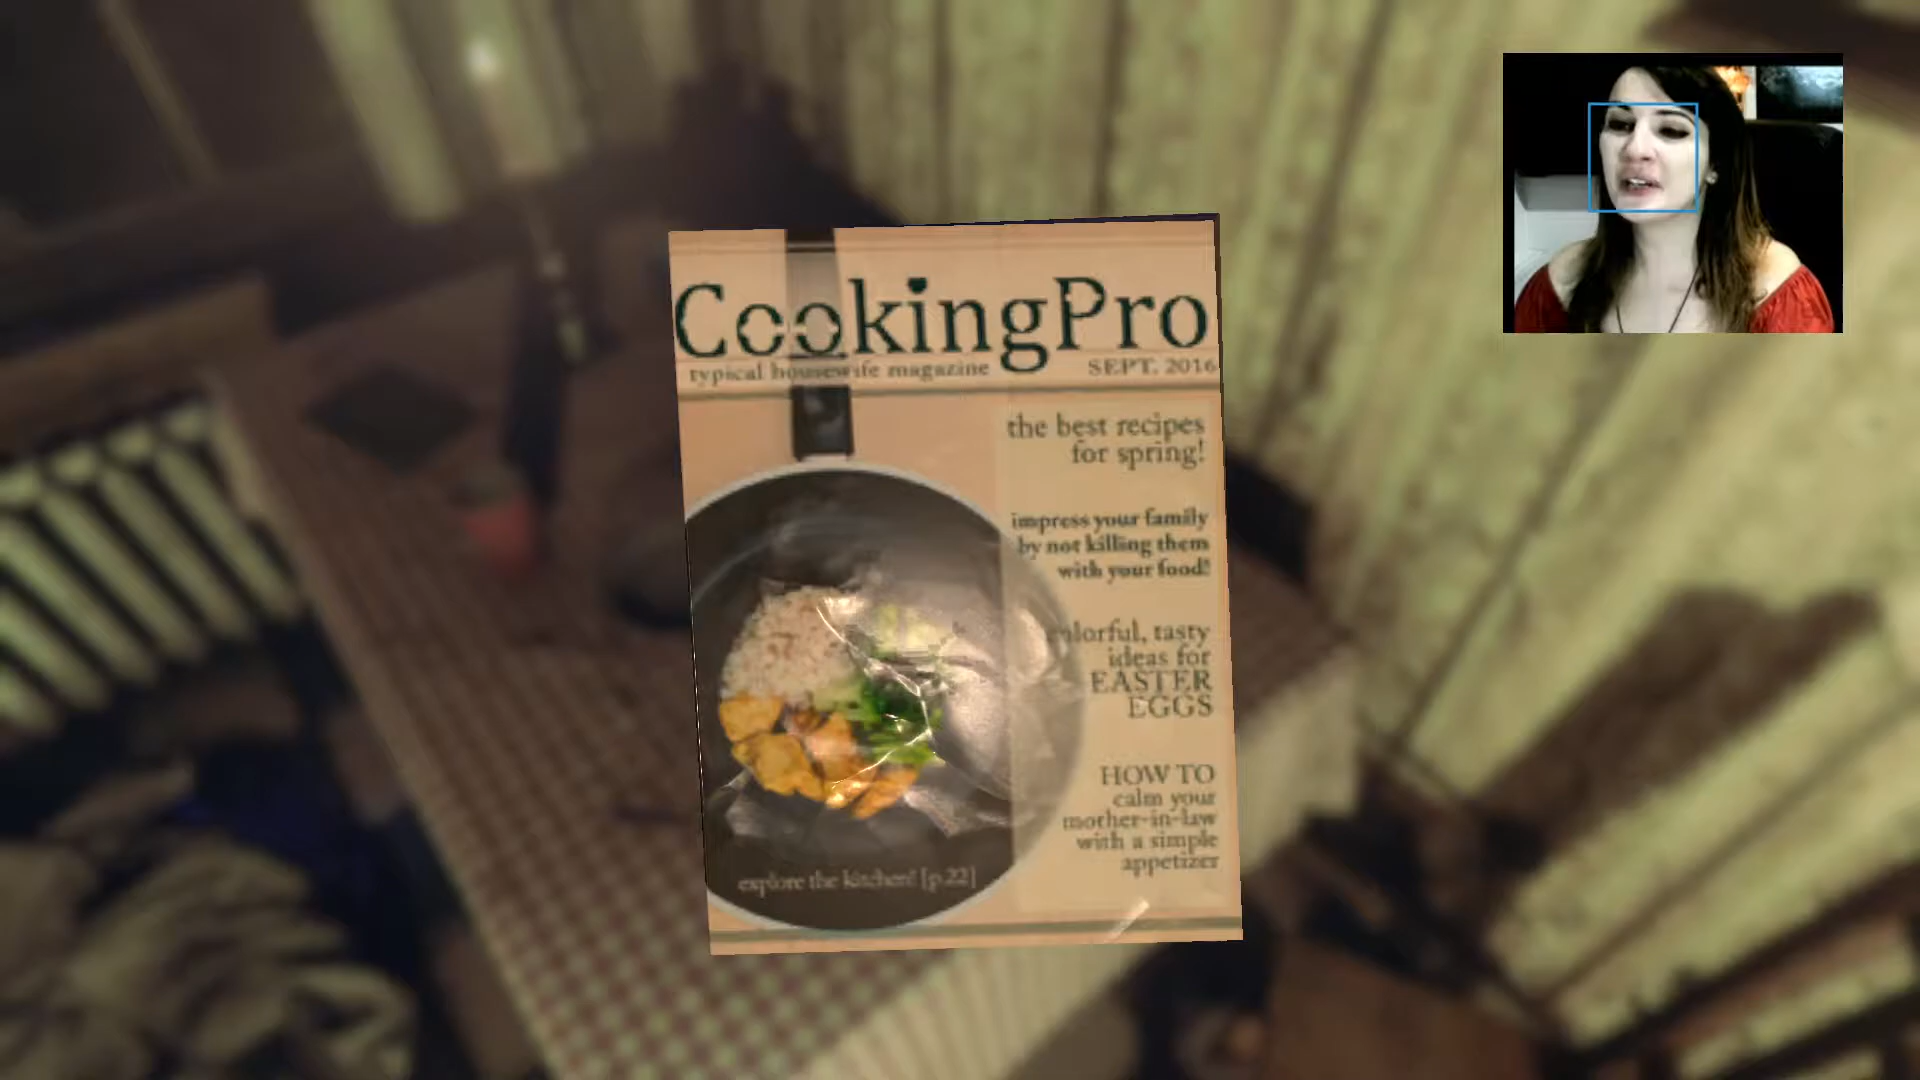 CookingPro
typical housewife magazine SEPT. 2016
the best recipes
for spring!
impress your family
by not killing them
with your food!
colorful, tasty
ideas for
EASTER
EGGS
HOW TO
calm your
mother-in-law
with a simple
appetizer
explore the kitchen! [p.22]